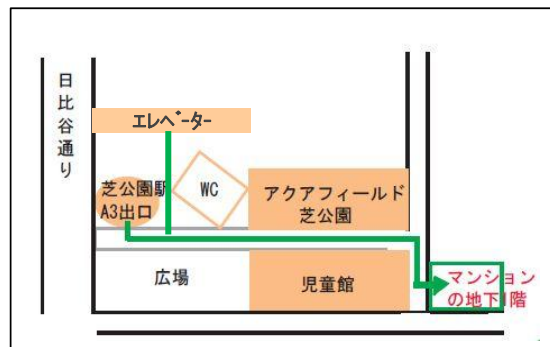 日比谷通り
エレベーター
芝公園駅
A3出口
WC
アクアフィールド
芝公園
広場
児童館
マンション
の地下1階